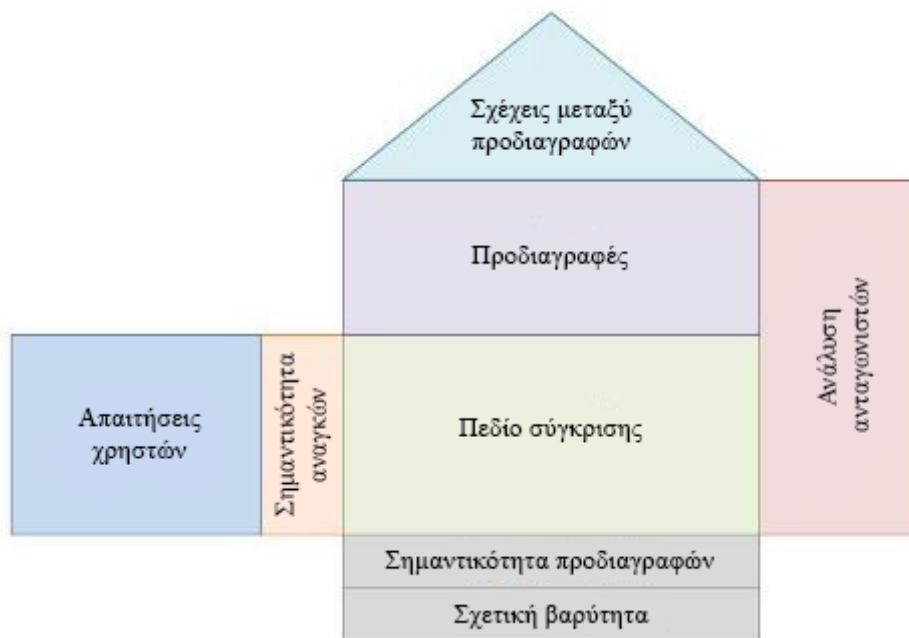 Σχέχεις μεταξύ
προδιαγραφών
Προδιαγραφές
Ανάλυση
ανταγωνιστών
Απαιτήσεις
χρηστών
Σημαντικότητα
αναγκών
Πεδίο σύγκρισης
Σημαντικότητα προδιαγραφών
Σχετική βαρύτητα